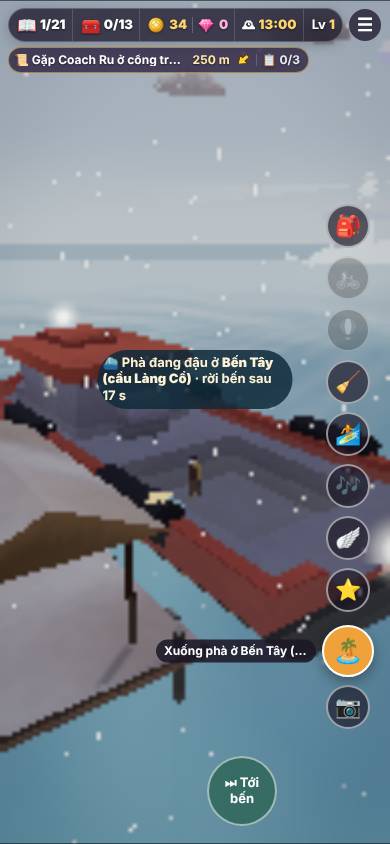 1/21 0/13 34 0 13:00 Lv 1
Gặp Coach Ru ở cổng tr... 250 m 0/3
Phà đang đậu ở Bến Tây
(cầu Làng Cổ) · rời bến sau
17 s
Xuống phà ở Bến Tây (...
Tới
bến